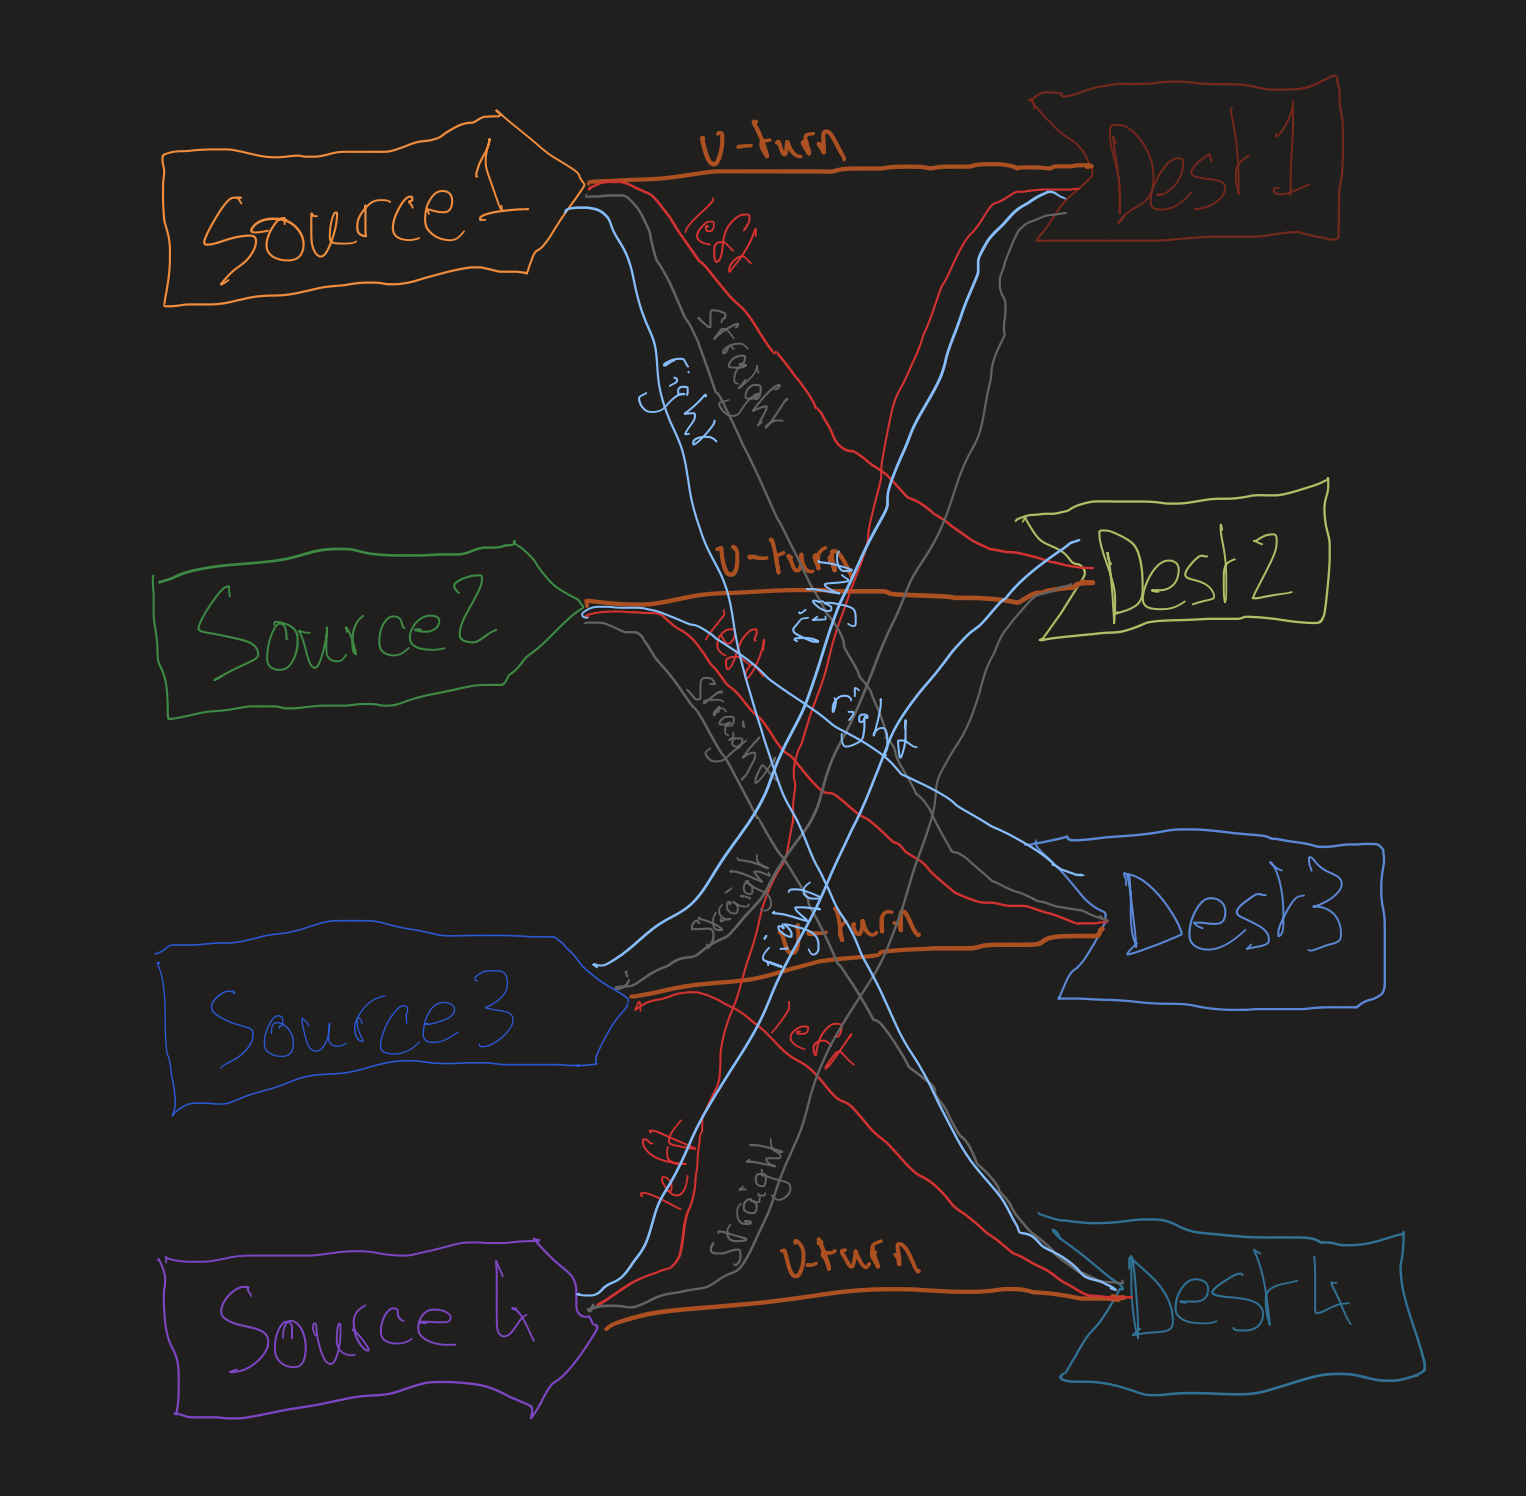 Source 1
U-turn
Dest 1
left
straight
right
Source 2
U-turn
Dest 2
right
left
straight
right
Source 3
straight
U-turn
right
Dest 3
left
Source 4
left
straight
U-turn
Dest 4